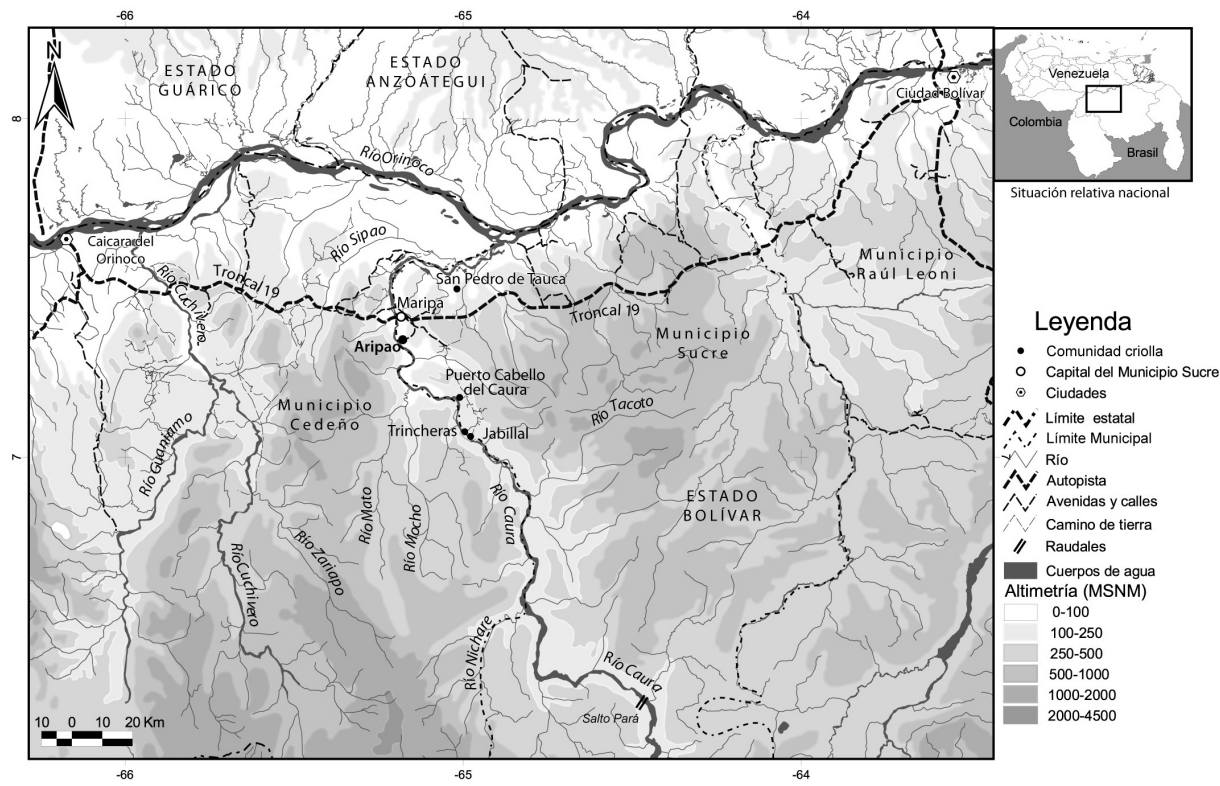 -66
-65
-64
N
ESTADO
GUÁRICO
ESTADO
ANZOÁTEGUI
Ciudad Bolívar
8
Río Orinoco
Caicara del
Orinoco
Río Sipao
Río Cuchivero
Troncal 19
San Pedro de Tauca
Maripa
Troncal 19
Municipio
Raúl Leoni
Aripao
Municipio
Sucre
Puerto Cabello
del Caura
Municipio
Cedeño
Río Tacoto
Trincheras
Jabillal
7
Río Guaniamo
Río Mato
Río Mocho
Río Caura
ESTADO
BOLÍVAR
Río Zariapo
Río Cuchivero
Río Nichare
Río Caura
Salto Pará
10 0 10 20 Km
-66
-65
-64
Venezuela
Colombia
Brasil
Situación relativa nacional
Leyenda
Comunidad criolla
Capital del Municipio Sucre
Ciudades
Límite estatal
Límite Municipal
Río
Autopista
Avenidas y calles
Camino de tierra
Raudales
Cuerpos de agua
Altimetría (MSNM)
0-100
100-250
250-500
500-1000
1000-2000
2000-4500